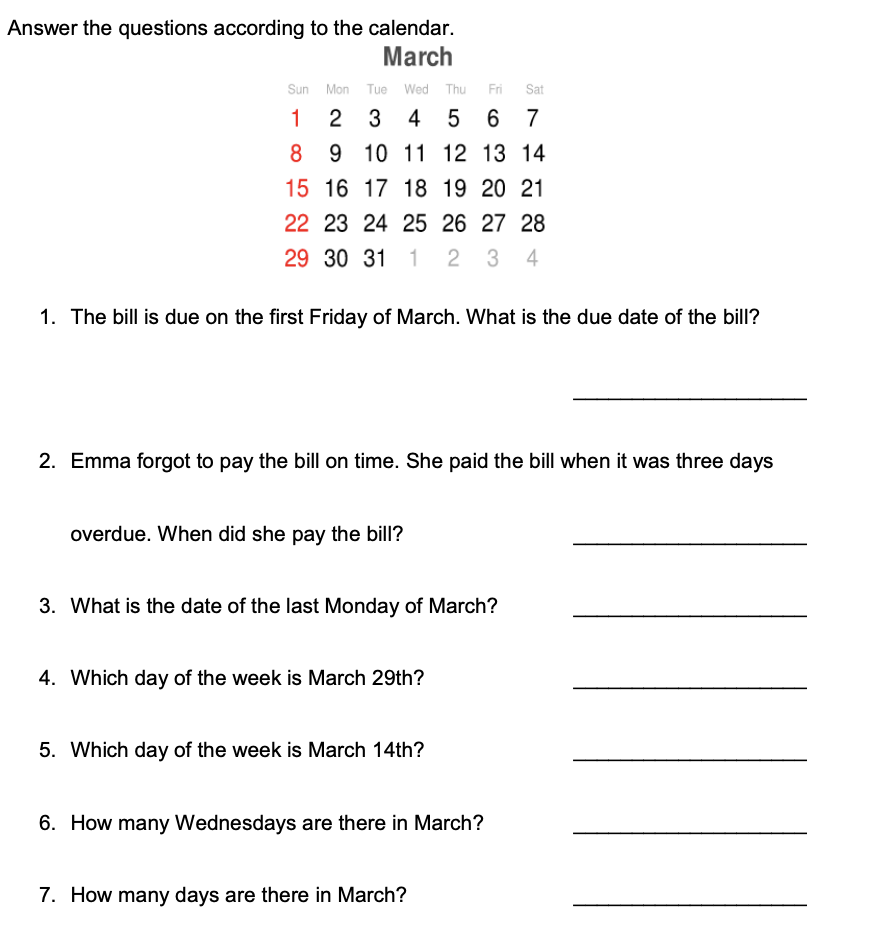 Answer the questions according to the calendar.
March
Sun Mon Tue Wed Thu Fri Sat
1 2 3 4 5 6 7
8 9 10 11 12 13 14
15 16 17 18 19 20 21
22 23 24 25 26 27 28
29 30 31 1 2 3 4
1. The bill is due on the first Friday of March. What is the due date of the bill?
2. Emma forgot to pay the bill on time. She paid the bill when it was three days
overdue. When did she pay the bill?
3. What is the date of the last Monday of March?
4. Which day of the week is March 29th?
5. Which day of the week is March 14th?
6. How many Wednesdays are there in March?
7. How many days are there in March?